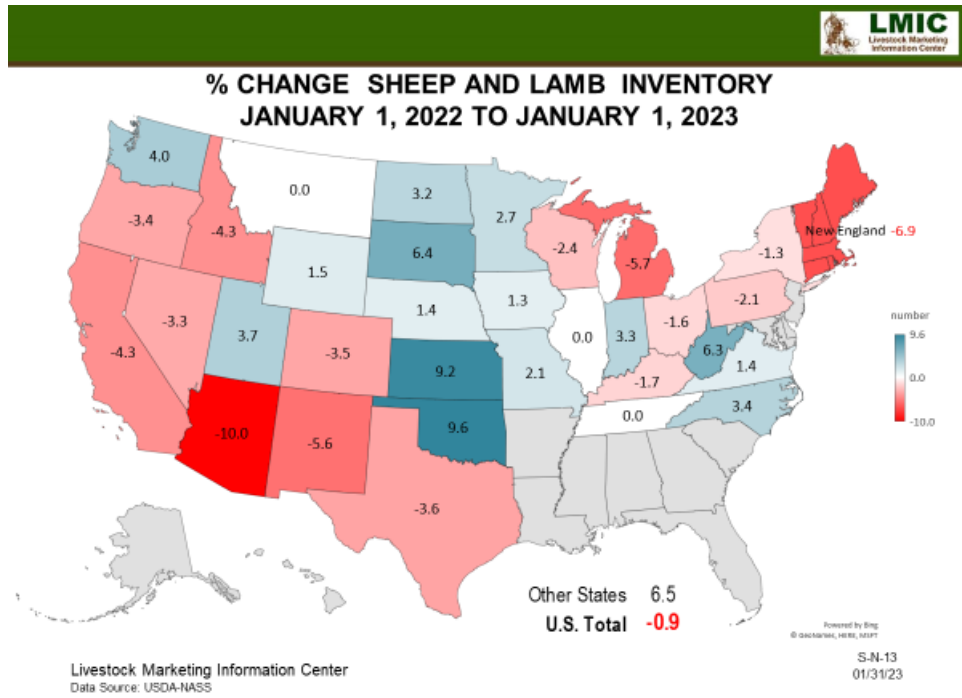 LMIC
Livestock Marketing
Information Center
% CHANGE SHEEP AND LAMB INVENTORY
JANUARY 1, 2022 TO JANUARY 1, 2023
4.0
0.0
3.2
2.7
-3.4
-4.3
6.4
-2.4
-5.7
-1.3
New England -6.9
1.5
1.4
1.3
-2.1
-3.3
3.7
-3.5
0.0
3.3
-1.6
6.3
1.4
-4.3
9.2
2.1
-1.7
3.4
-10.0
-5.6
9.6
0.0
-3.6
number
9.6
0.0
-10.0
Other States 6.5
U.S. Total -0.9
Powered by Bing
© GeoNames, HERE, MSFT
Livestock Marketing Information Center
Data Source: USDA-NASS
S-N-13
01/31/23